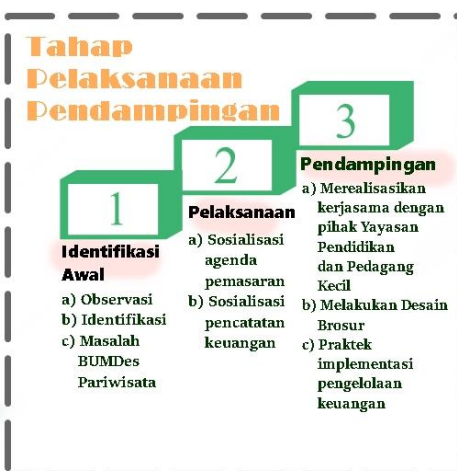 Tahap
Pelaksanaan
Pendampingan
1
Identifikasi
Awal
a) Observasi
b) Identifikasi
c) Masalah
BUMDes
Pariwisata
2
Pelaksanaan
a) Sosialisasi
agenda
pemasaran
b) Sosialisasi
pencatatan
keuangan
3
Pendampingan
a) Merealisasikan
kerjasama dengan
pihak Yayasan
Pendidikan
dan Pedagang
Kecil
b) Melakukan Desain
Brosur
c) Praktek
implementasi
pengelolaan
keuangan